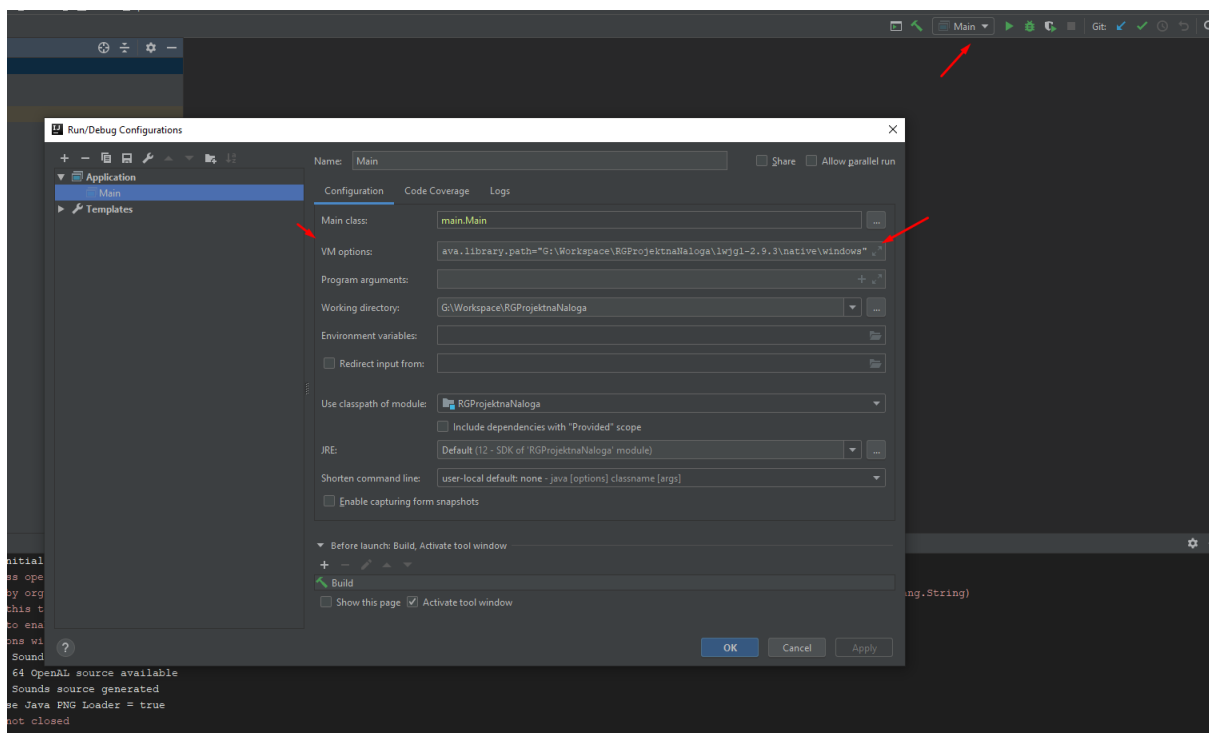 Main
Git:
Run/Debug Configurations
Application
Main
Templates
Name: Main
Share Allow parallel run
Configuration Code Coverage Logs
Main class: main.Main
VM options: ava.library.path="G:\Workspace\RGProjektnaNaloga\lwjgl-2.9.3\native\windows"
Program arguments:
Working directory: G:\Workspace\RGProjektnaNaloga
Environment variables:
Redirect input from:
Use classpath of module: RGProjektnaNaloga
Include dependencies with "Provided" scope
JRE: Default (12 - SDK of 'RGProjektnaNaloga' module)
Shorten command line: user-local default: none - java [options] classname [args]
Enable capturing form snapshots
Before launch: Build, Activate tool window
Build
Show this page Activate tool window
? OK Cancel Apply
nitial
ss ope
by org ang.String)
this t
to ena
ons wi
Sound
64 OpenAL source available
Sounds source generated
se Java PNG Loader = true
not closed